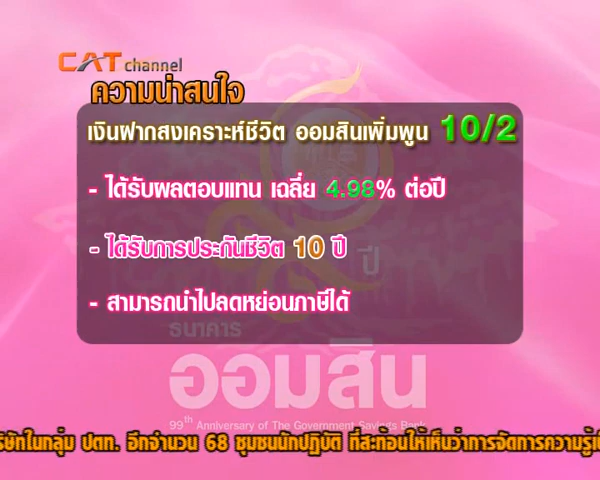 CAT channel
ความน่าสนใจ
เงินฝากสงเคราะห์ชีวิต ออมสินเพิ่มพูน 10/2
- ได้รับผลตอบแทน เฉลี่ย 4.98% ต่อปี
- ได้รับการประกันชีวิต 10 ปี
ปี
- สามารถนำไปลดหย่อนภาษีได้
ธนาคาร
ออมสิน
99th Anniversary of The Government Savings Bank
ริษัทในกลุ่ม ปตท. อีกจำนวน 68 ชุมชนนักปฏิบัติ ที่สะท้อนให้เห็นว่าการจัดการความรู้เ